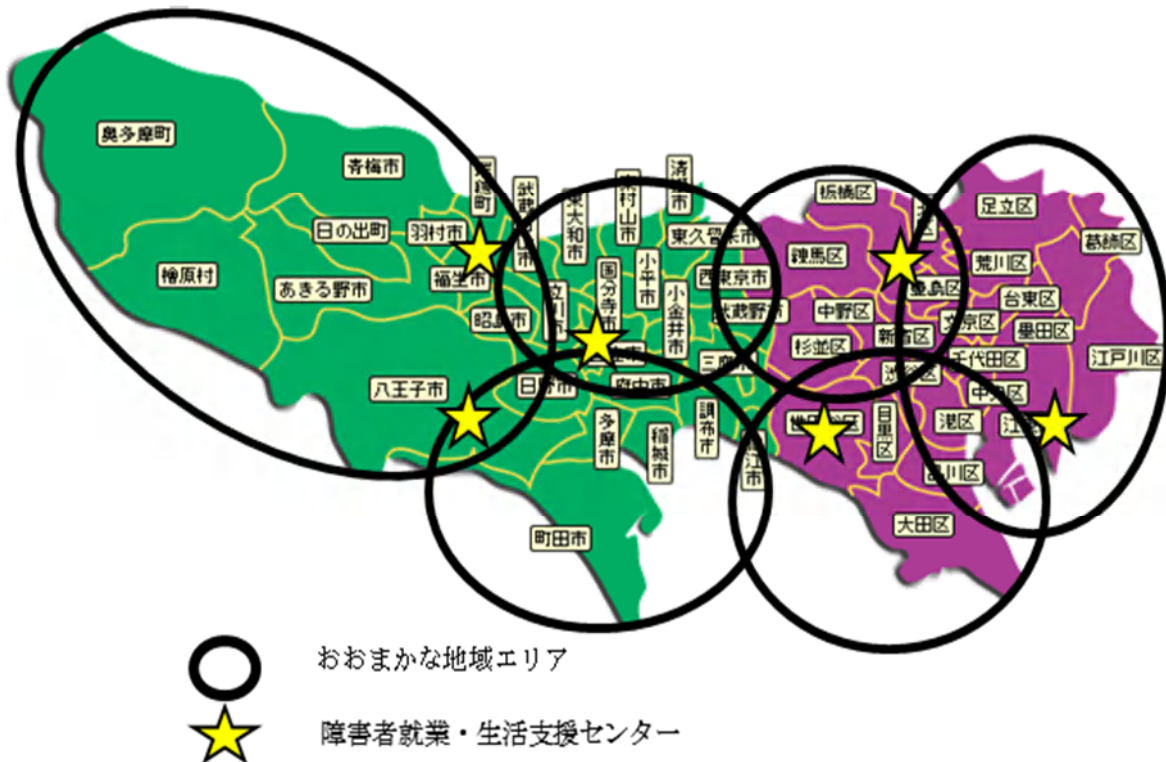 奥多摩町
青梅市
日の出町
羽村市
檜原村
あきる野市
福生市
昭島市
八王子市
東大和市
東村山市
国分寺市
小平市
小金井市
東久留米市
西東京市
武蔵野市
日野市
府中市
多摩市
稲城市
調布市
町田市
板橋区
練馬区
豊島区
中野区
杉並区
新宿区
渋谷区
目黒区
足立区
葛飾区
荒川区
台東区
文京区
墨田区
千代田区
江戸川区
港区
品川区
大田区
おおまかな地域エリア
障害者就業・生活支援センター